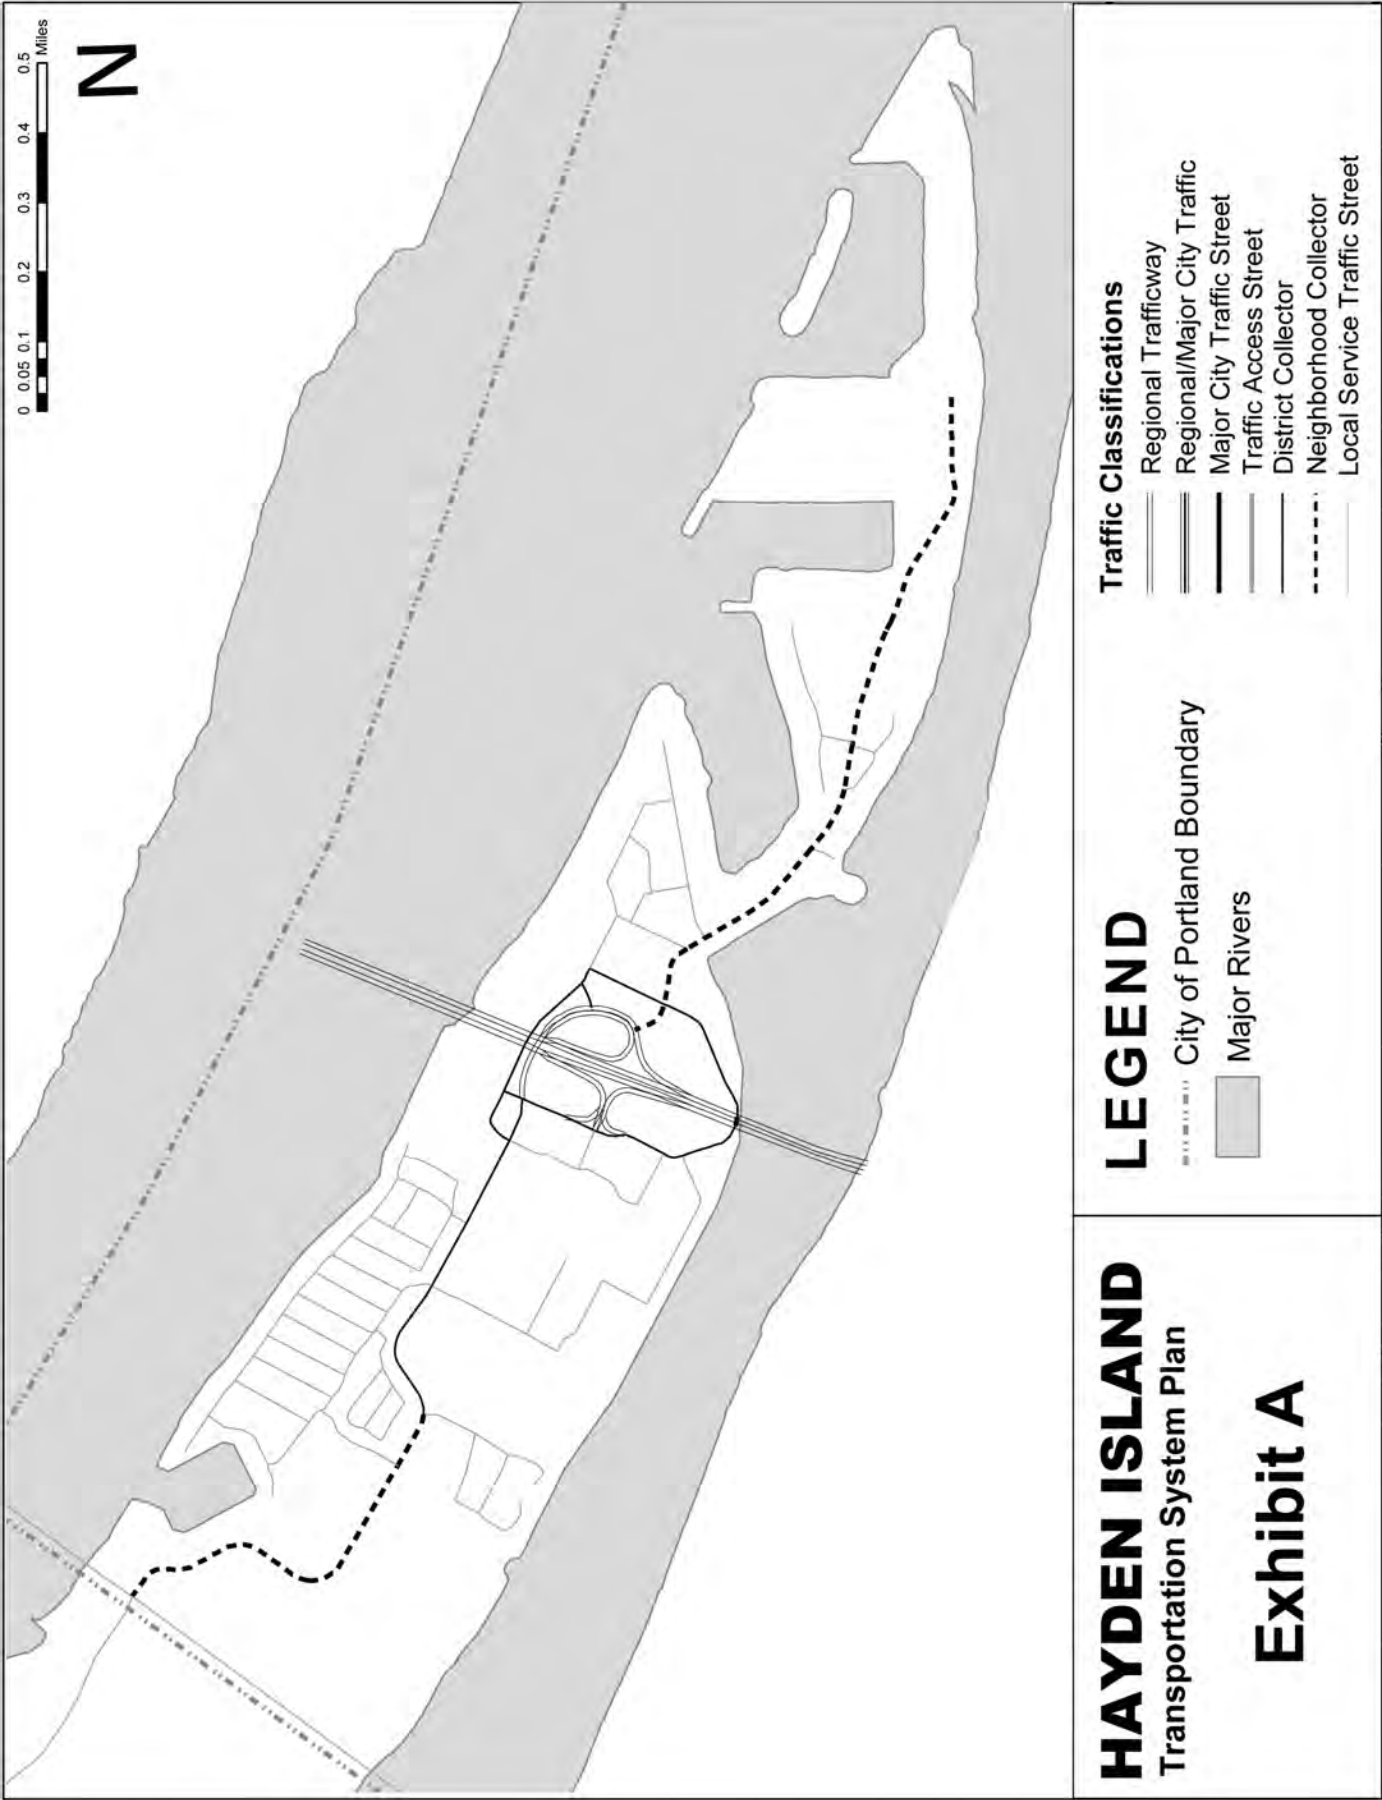 0 0.05 0.1 0.2 0.3 0.4 0.5
Miles
N
HAYDEN ISLAND
Transportation System Plan
Exhibit A
LEGEND
City of Portland Boundary
Major Rivers
Traffic Classifications
Regional Trafficway
Regional/Major City Traffic
Major City Traffic Street
Traffic Access Street
District Collector
Neighborhood Collector
Local Service Traffic Street